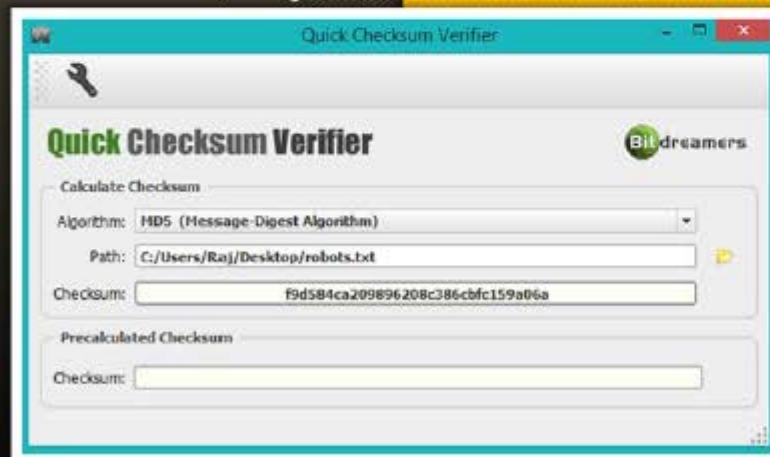 Quick Checksum Verifier
Quick Checksum Verifier
Bitdreamers
Calculate Checksum
Algorithm: MD5 (Message-Digest Algorithm)
Path: C:/Users/Raj/Desktop/robots.txt
Checksum: f9d584ca209896208c386cbfc159a06a
Precalculated Checksum
Checksum: